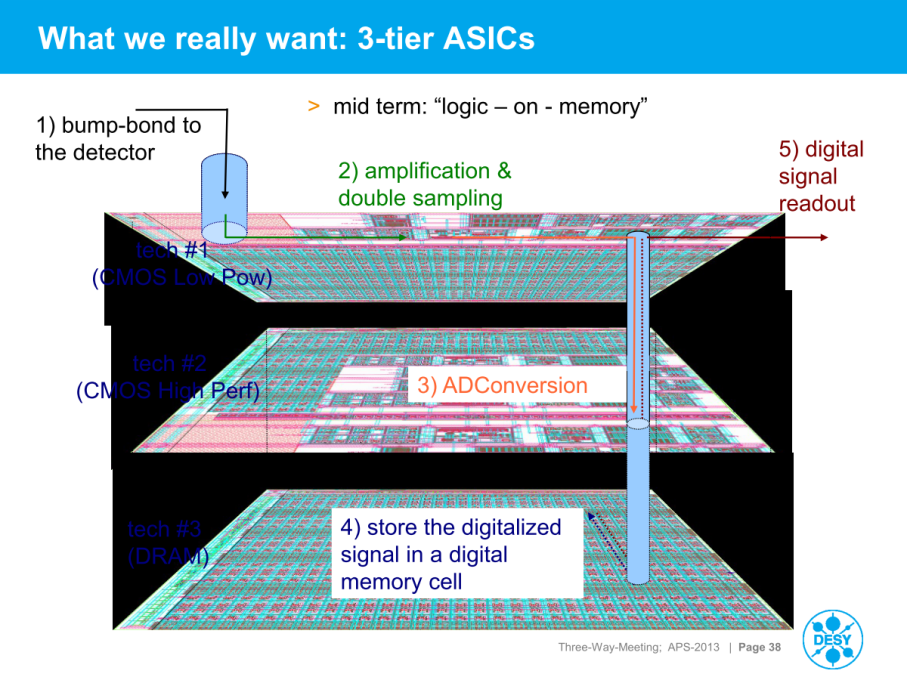 What we really want: 3-tier ASICs
> mid term: “logic – on - memory”
1) bump-bond to
the detector
2) amplification &
double sampling
5) digital
signal
readout
tech #1
(CMOS Low Pow)
tech #2
(CMOS High Perf)
3) ADConversion
tech #3
(DRAM)
4) store the digitalized
signal in a digital
memory cell
Three-Way-Meeting; APS-2013 | Page 38
DESY